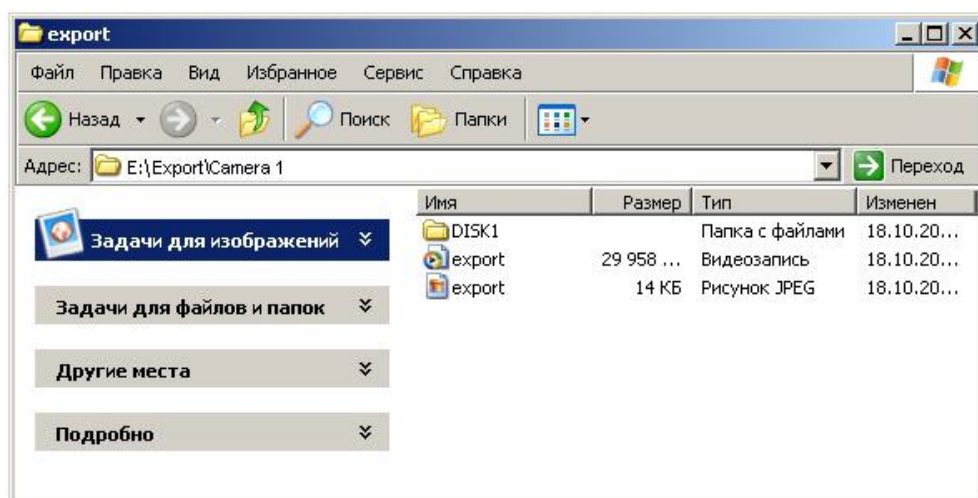 export
Файл Правка Вид Избранное Сервис Справка
Назад Поиск Папки
Адрес: E:\Export\Camera 1 Переход
Имя Размер Тип Изменен
Задачи для изображений
DISK1 Папка с файлами 18.10.20...
export 29 958 ... Видеозапись 18.10.20...
export 14 КБ Рисунок JPEG 18.10.20...
Задачи для файлов и папок
Другие места
Подробно